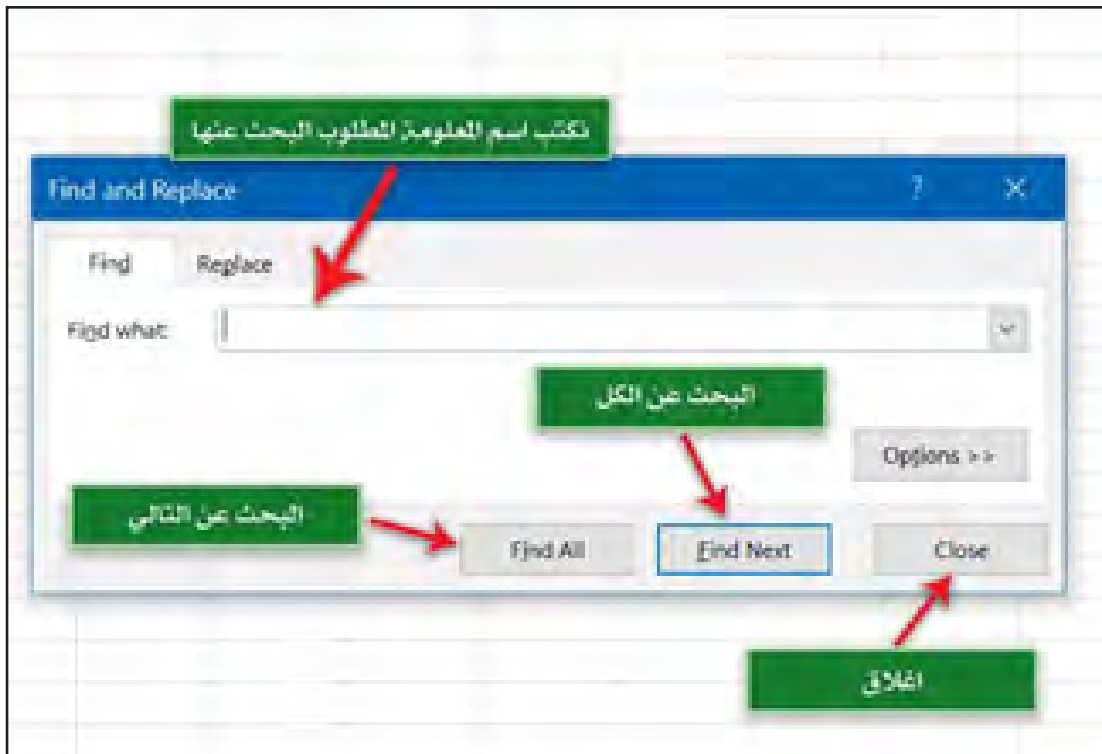 نكتب اسم المعلومة المطلوب البحث عنها
Find and Replace ? ×
Find Replace
Find what:
البحث عن الكل
Options >>
البحث عن التالي
Find All Find Next Close
اغلاق